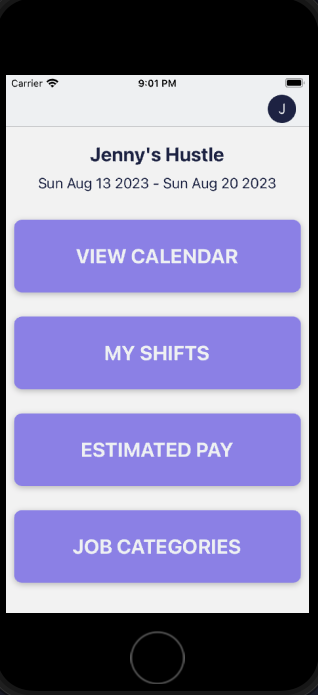 Carrier 9:01 PM
J
Jenny's Hustle
Sun Aug 13 2023 - Sun Aug 20 2023
VIEW CALENDAR
MY SHIFTS
ESTIMATED PAY
JOB CATEGORIES